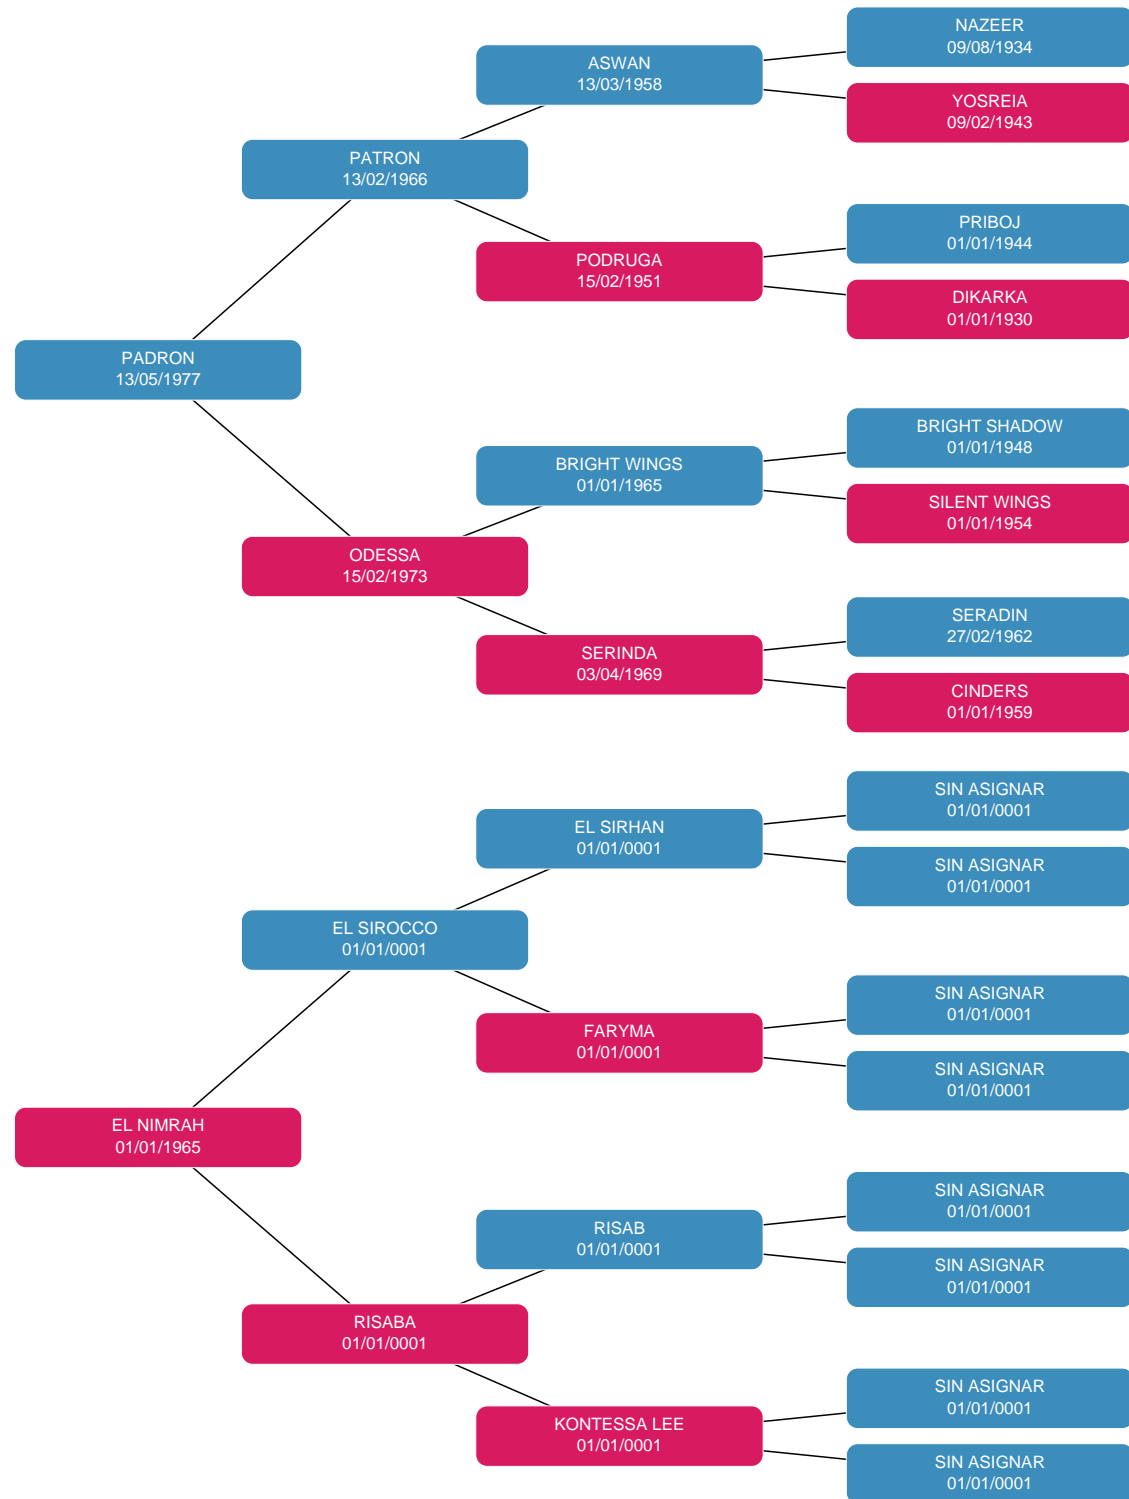 NAZEER
09/08/1934
ASWAN
13/03/1958
YOSREIA
09/02/1943
PATRON
13/02/1966
PRIBOJ
01/01/1944
PODRUGA
15/02/1951
DIKARKA
01/01/1930
PADRON
13/05/1977
BRIGHT SHADOW
01/01/1948
BRIGHT WINGS
01/01/1965
SILENT WINGS
01/01/1954
ODESSA
15/02/1973
SERADIN
27/02/1962
SERINDA
03/04/1969
CINDERS
01/01/1959
SIN ASIGNAR
01/01/0001
EL SIRHAN
01/01/0001
SIN ASIGNAR
01/01/0001
EL SIROCCO
01/01/0001
SIN ASIGNAR
01/01/0001
FARYMA
01/01/0001
SIN ASIGNAR
01/01/0001
EL NIMRAH
01/01/1965
SIN ASIGNAR
01/01/0001
RISAB
01/01/0001
SIN ASIGNAR
01/01/0001
RISABA
01/01/0001
SIN ASIGNAR
01/01/0001
KONTESSA LEE
01/01/0001
SIN ASIGNAR
01/01/0001